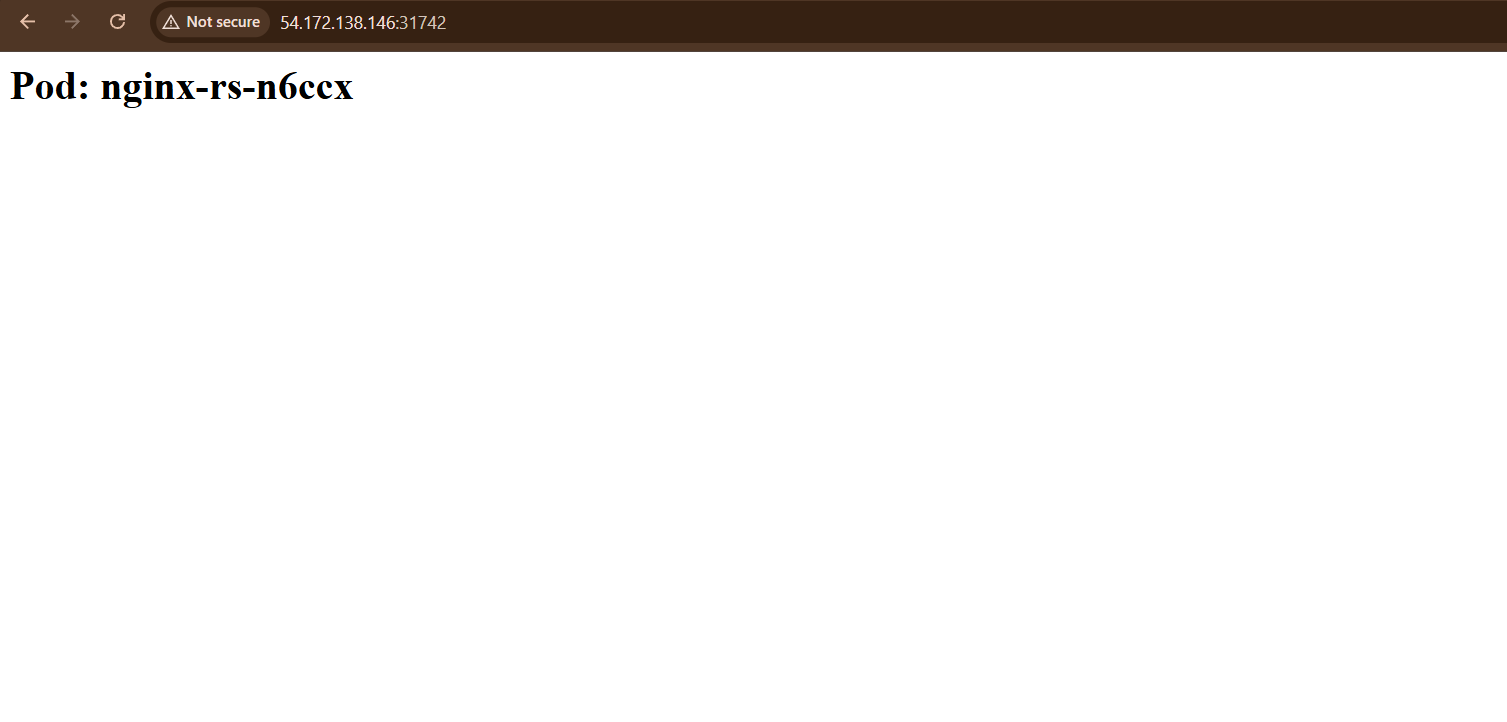 Not secure 54.172.138.146:31742
Pod: nginx-rs-n6ccx